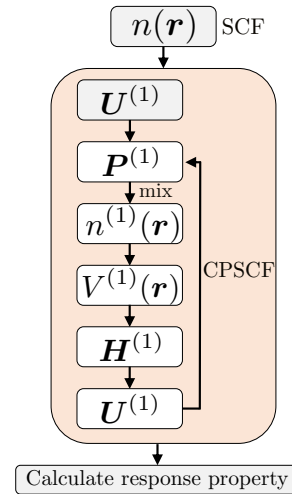 n(r) SCF
U^(1)
P^(1)
mix
n^(1)(r)
V^(1)(r)
CPSCF
H^(1)
U^(1)
Calculate response property